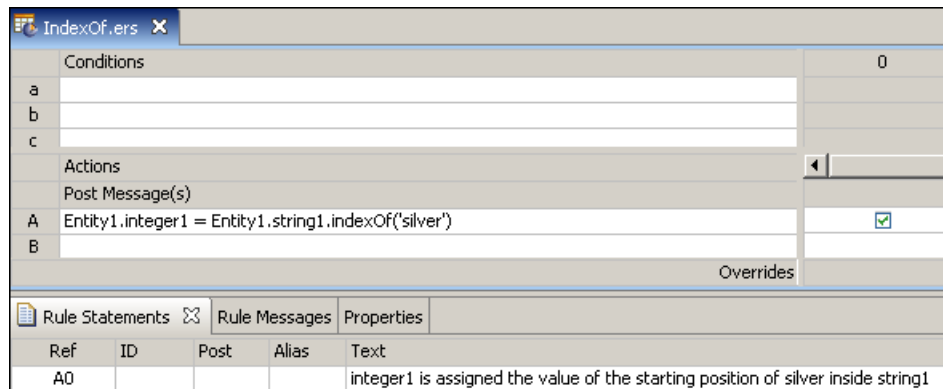 IndexOf.ers
Conditions 0
a
b
c
Actions
Post Message(s)
A Entity1.integer1 = Entity1.string1.indexOf('silver')
B
Overrides
Rule Statements Rule Messages Properties
Ref ID Post Alias Text
A0 integer1 is assigned the value of the starting position of silver inside string1